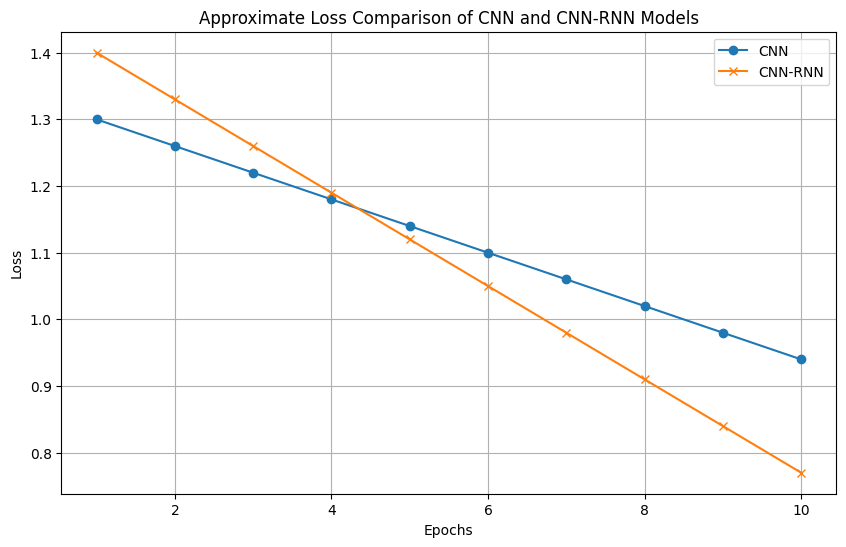 Approximate Loss Comparison of CNN and CNN-RNN Models
CNN
CNN-RNN
Loss
1.4
1.3
1.2
1.1
1.0
0.9
0.8
2 4 6 8 10
Epochs